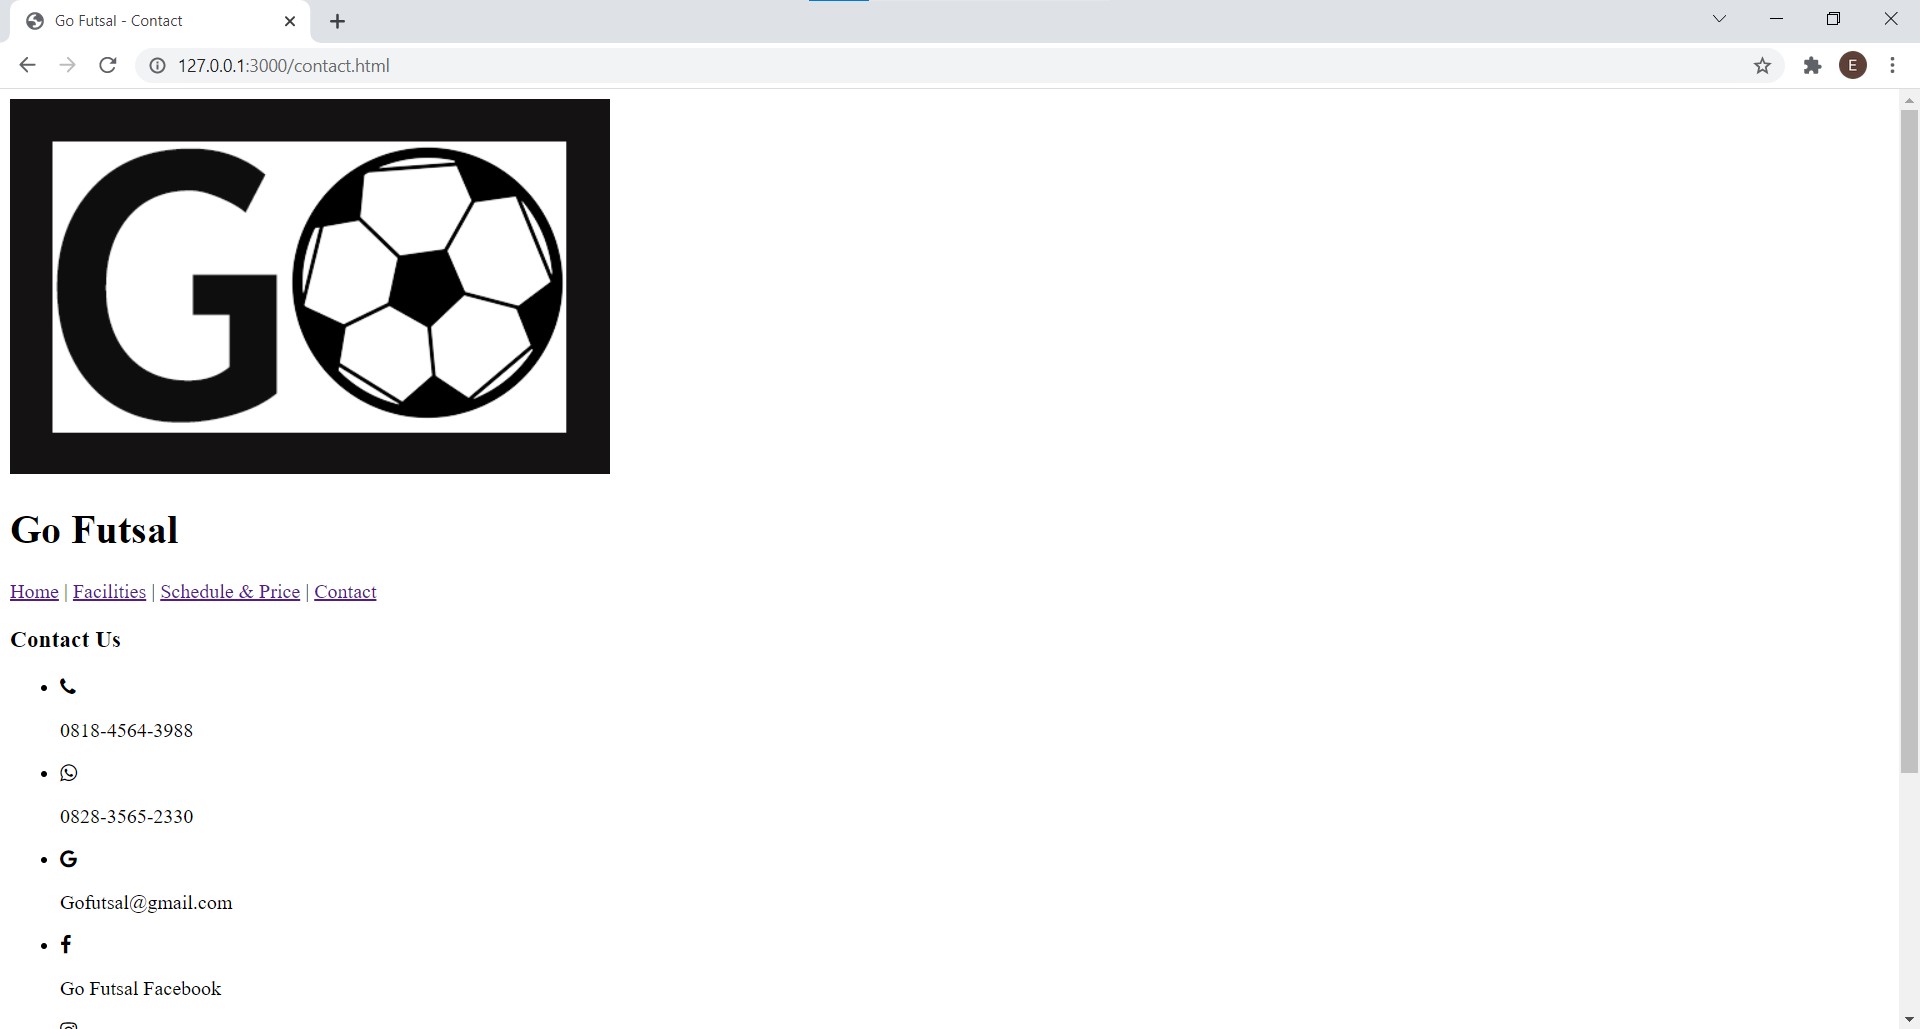 Go Futsal - Contact
127.0.0.1:3000/contact.html
E
G
Go Futsal
Home | Facilities | Schedule & Price | Contact
Contact Us
0818-4564-3988
0828-3565-2330
G
Gofutsal@gmail.com
f
Go Futsal Facebook